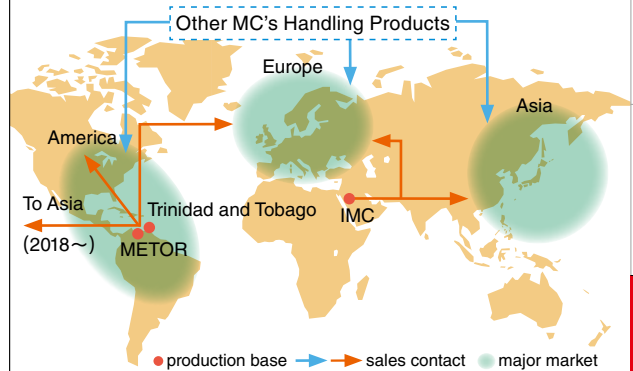 Other MC's Handling Products
Europe
Asia
America
To Asia
(2018～)
Trinidad and Tobago
METOR
IMC
production base
sales contact
major market